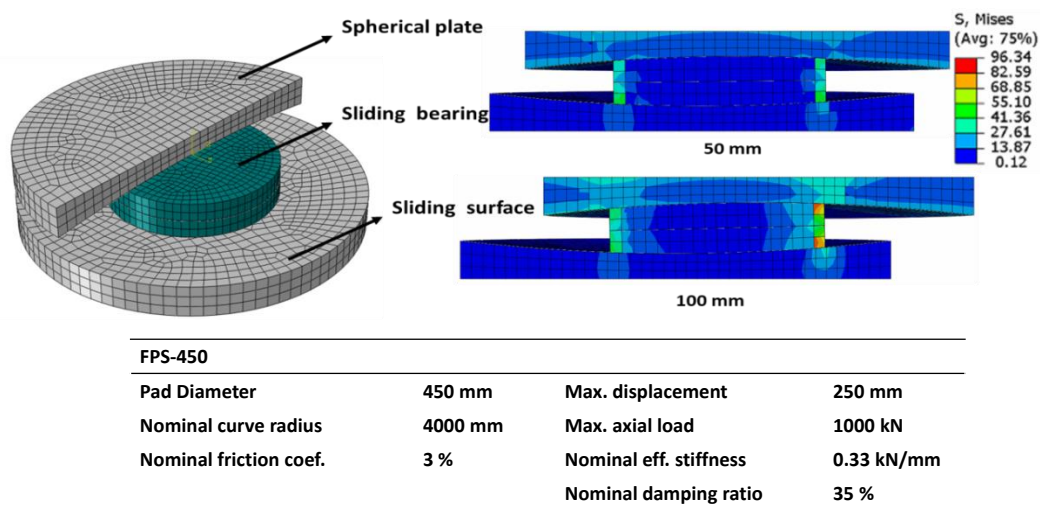 Spherical plate
Sliding bearing
Sliding surface
50 mm
100 mm
S, Mises
(Avg: 75%)
96.34
82.59
68.85
55.10
41.36
27.61
13.87
0.12
FPS-450
Pad Diameter 450 mm Max. displacement 250 mm
Nominal curve radius 4000 mm Max. axial load 1000 kN
Nominal friction coef. 3 % Nominal eff. stiffness 0.33 kN/mm
Nominal damping ratio 35 %